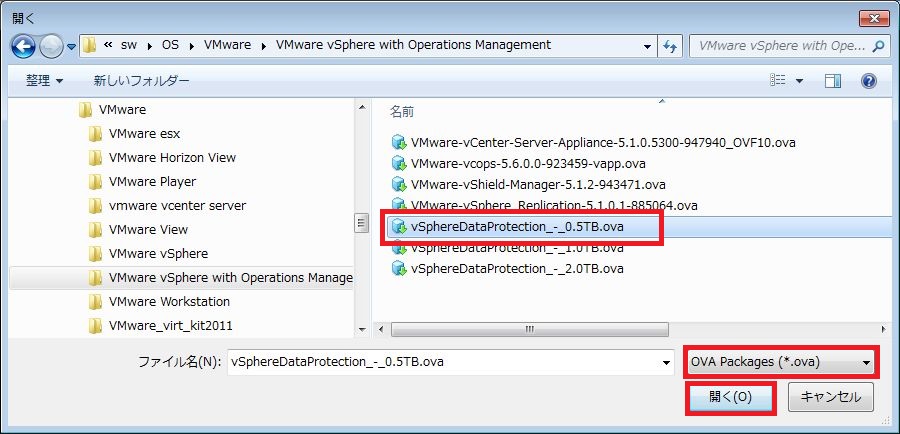 開く
« sw ▸ OS ▸ VMware ▸ VMware vSphere with Operations Management
VMware vSphere with Ope...
整理 新しいフォルダー
名前
VMware
VMware esx
VMware Horizon View
VMware Player
vmware vcenter server
VMware View
VMware vSphere
VMware vSphere with Operations Manage
VMware Workstation
VMware_virt_kit2011
VMware-vCenter-Server-Appliance-5.1.0.5300-947940_OVF10.ova
VMware-vcops-5.6.0.0-923459-vapp.ova
VMware-vShield-Manager-5.1.2-943471.ova
VMware-vSphere_Replication-5.1.0.1-885064.ova
vSphereDataProtection_-_0.5TB.ova
vSphereDataProtection_-_1.0TB.ova
vSphereDataProtection_-_2.0TB.ova
ファイル名(N): vSphereDataProtection_-_0.5TB.ova
OVA Packages (*.ova)
開く(O) キャンセル